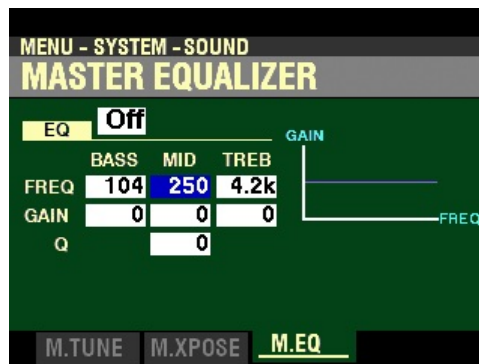 MENU - SYSTEM - SOUND
MASTER EQUALIZER
EQ Off
GAIN
BASS MID TREB
FREQ 104 250 4.2k
GAIN 0 0 0
FREQ
Q 0
M.TUNE M.XPOSE M.EQ